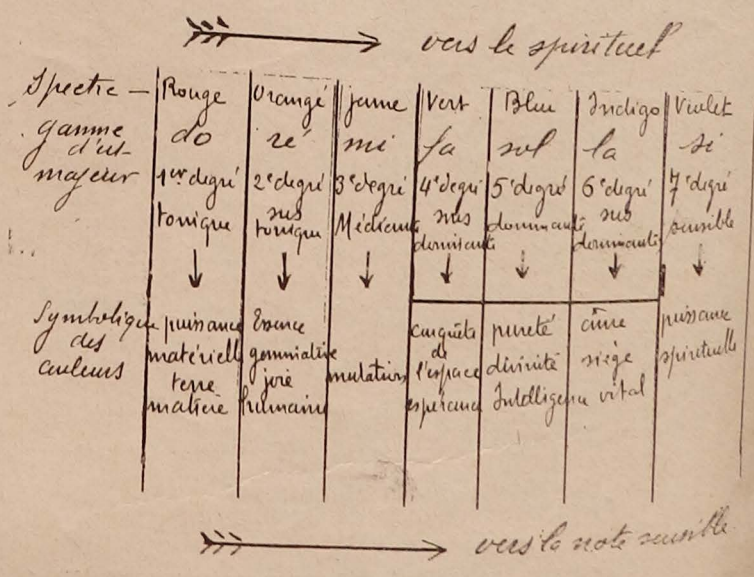 vers le spirituel
Spectre — Rouge Orangé jaune Vert Bleu Indigo Violet
gamme d'ut do ré mi fa sol la si
majeur 1er degré 2e degré 3e degré 4e degré 5e degré 6e degré 7e degré
tonique sus tonique Médiante sous dominante dominante sus dominante sensible
Symbolique des couleurs
puissance matérielle terre matière
Essence germinative joie humaine
mutation
conquête de l'espace espérance
pureté divinité Intelligence
âme siège vital
puissance spirituelle
vers la note sensible